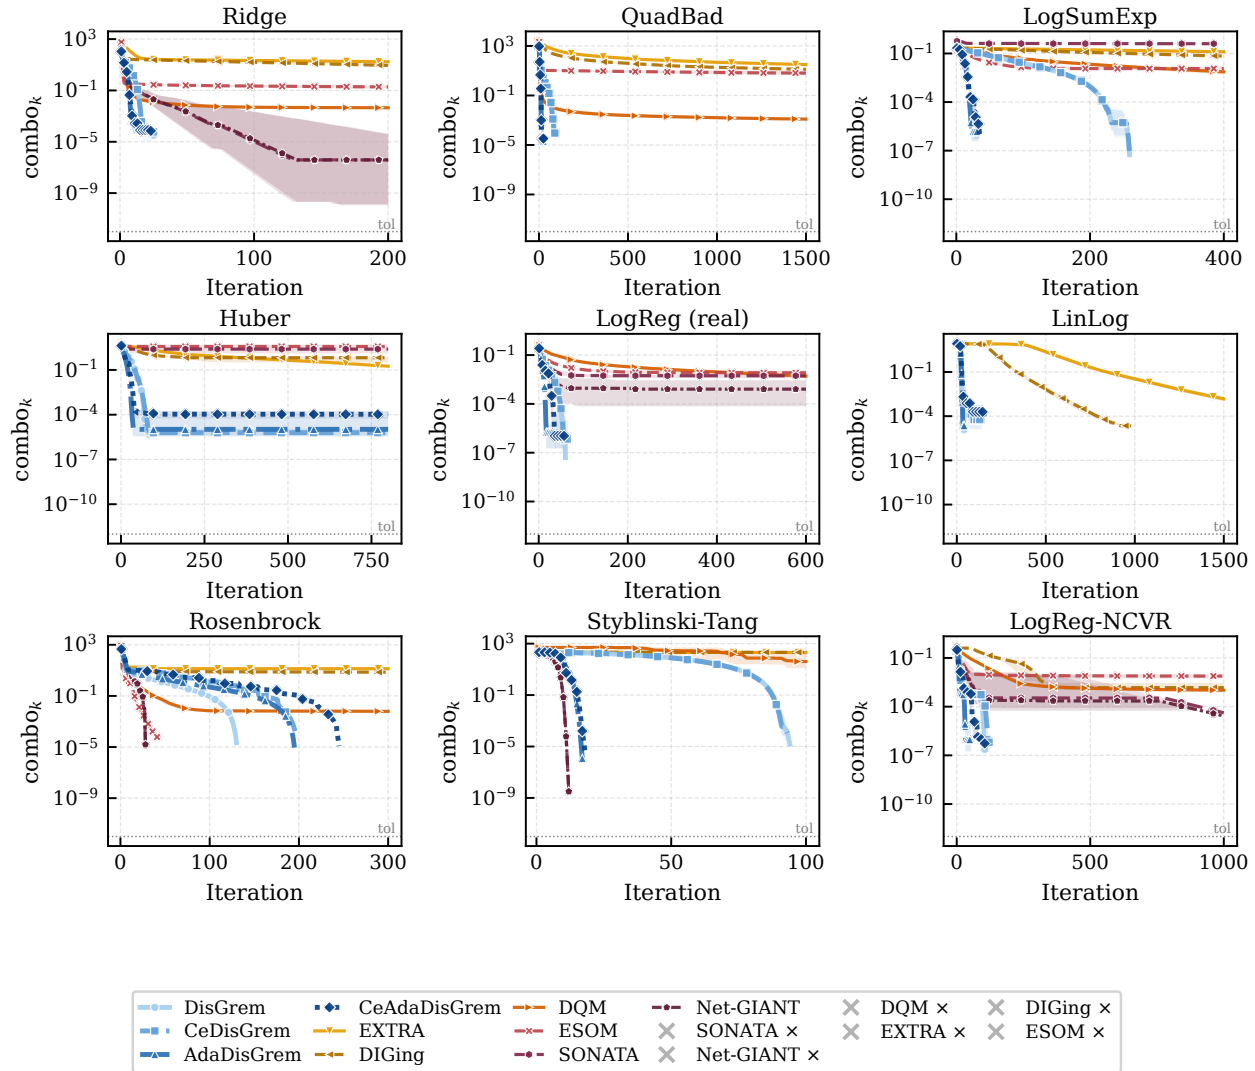 Ridge
QuadBad
LogSumExp
combo_k
10^3
10^-1
10^-5
10^-9
tol
0 100 200
Iteration
combo_k
10^3
10^-1
10^-5
10^-9
tol
0 500 1000 1500
Iteration
combo_k
10^-1
10^-4
10^-7
10^-10
tol
0 200 400
Iteration
Huber
LogReg (real)
LinLog
combo_k
10^-1
10^-4
10^-7
10^-10
tol
0 250 500 750
Iteration
combo_k
10^-1
10^-4
10^-7
10^-10
tol
0 200 400 600
Iteration
combo_k
10^-1
10^-4
10^-7
10^-10
tol
0 500 1000 1500
Iteration
Rosenbrock
Styblinski-Tang
LogReg-NCVR
combo_k
10^3
10^-1
10^-5
10^-9
tol
0 100 200 300
Iteration
combo_k
10^3
10^-1
10^-5
10^-9
tol
0 50 100
Iteration
combo_k
10^-1
10^-4
10^-7
10^-10
tol
0 500 1000
Iteration
DisGrem CeAdaDisGrem DQM Net-GIANT DQM × DIGing ×
CeDisGrem EXTRA ESOM SONATA × EXTRA × ESOM ×
AdaDisGrem DIGing SONATA Net-GIANT ×